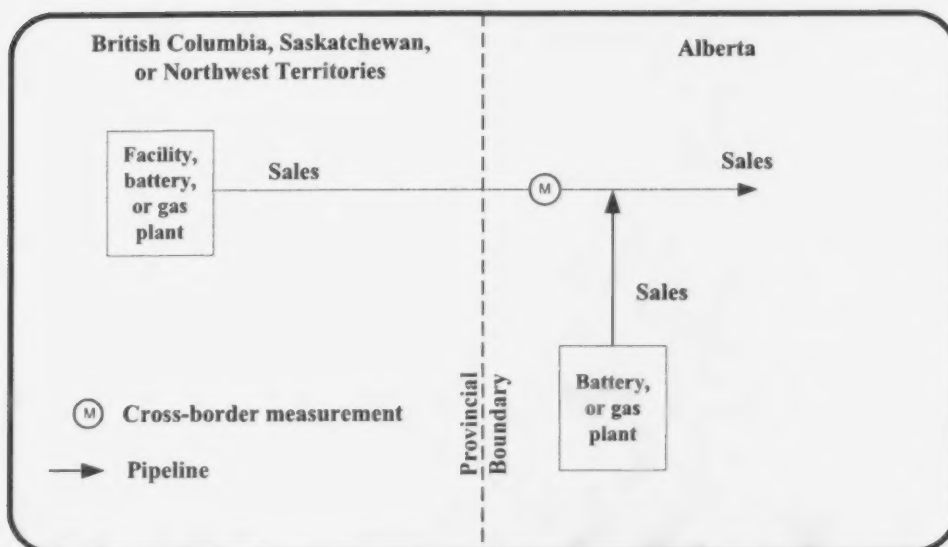 British Columbia, Saskatchewan,
or Northwest Territories
Alberta
Facility,
battery,
or gas
plant
Sales
M
Sales
Sales
Battery,
or gas
plant
Provincial
Boundary
M Cross-border measurement
Pipeline